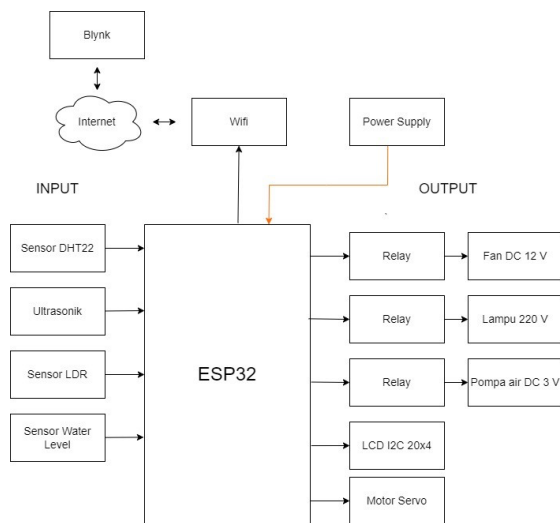 Blynk
Internet
Wifi
Power Supply
INPUT
OUTPUT
Sensor DHT22
Ultrasonik
Sensor LDR
Sensor Water
Level
ESP32
Relay
Fan DC 12 V
Relay
Lampu 220 V
Relay
Pompa air DC 3 V
LCD I2C 20x4
Motor Servo